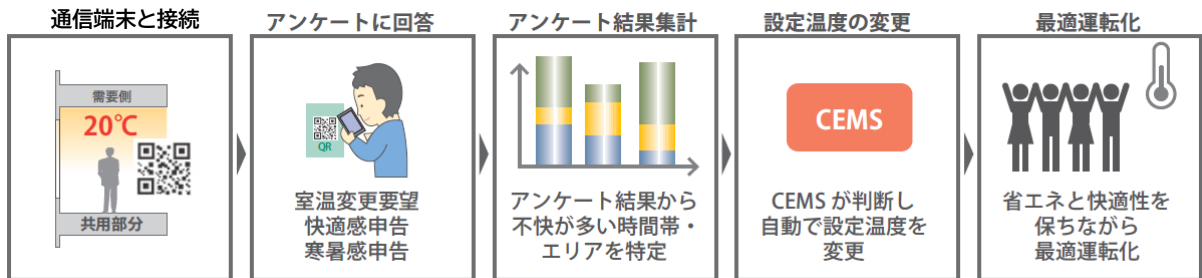 通信端末と接続
需要側
20℃
共用部分
アンケートに回答
QR
室温変更要望
快適感申告
寒暑感申告
アンケート結果集計
アンケート結果から
不快が多い時間帯・
エリアを特定
設定温度の変更
CEMS
CEMS が判断し
自動で設定温度を
変更
最適運転化
省エネと快適性を
保ちながら
最適運転化